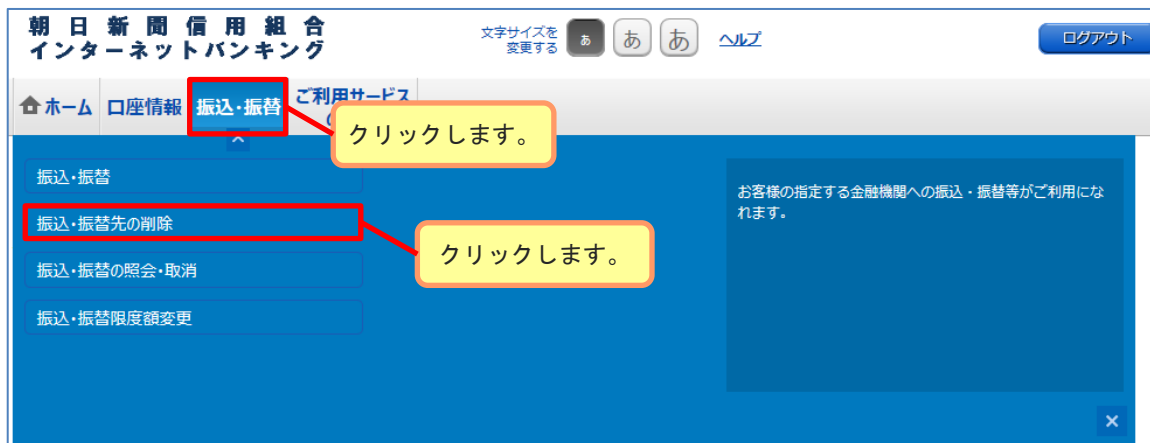 朝日新聞信用組合
インターネットバンキング
文字サイズを
変更する
あ
あ
あ
ヘルプ
ログアウト
ホーム
口座情報
振込・振替
ご利用サービス
クリックします。
振込・振替
振込・振替先の削除
クリックします。
振込・振替の照会・取消
振込・振替限度額変更
お客様の指定する金融機関への振込・振替等がご利用にな
れます。